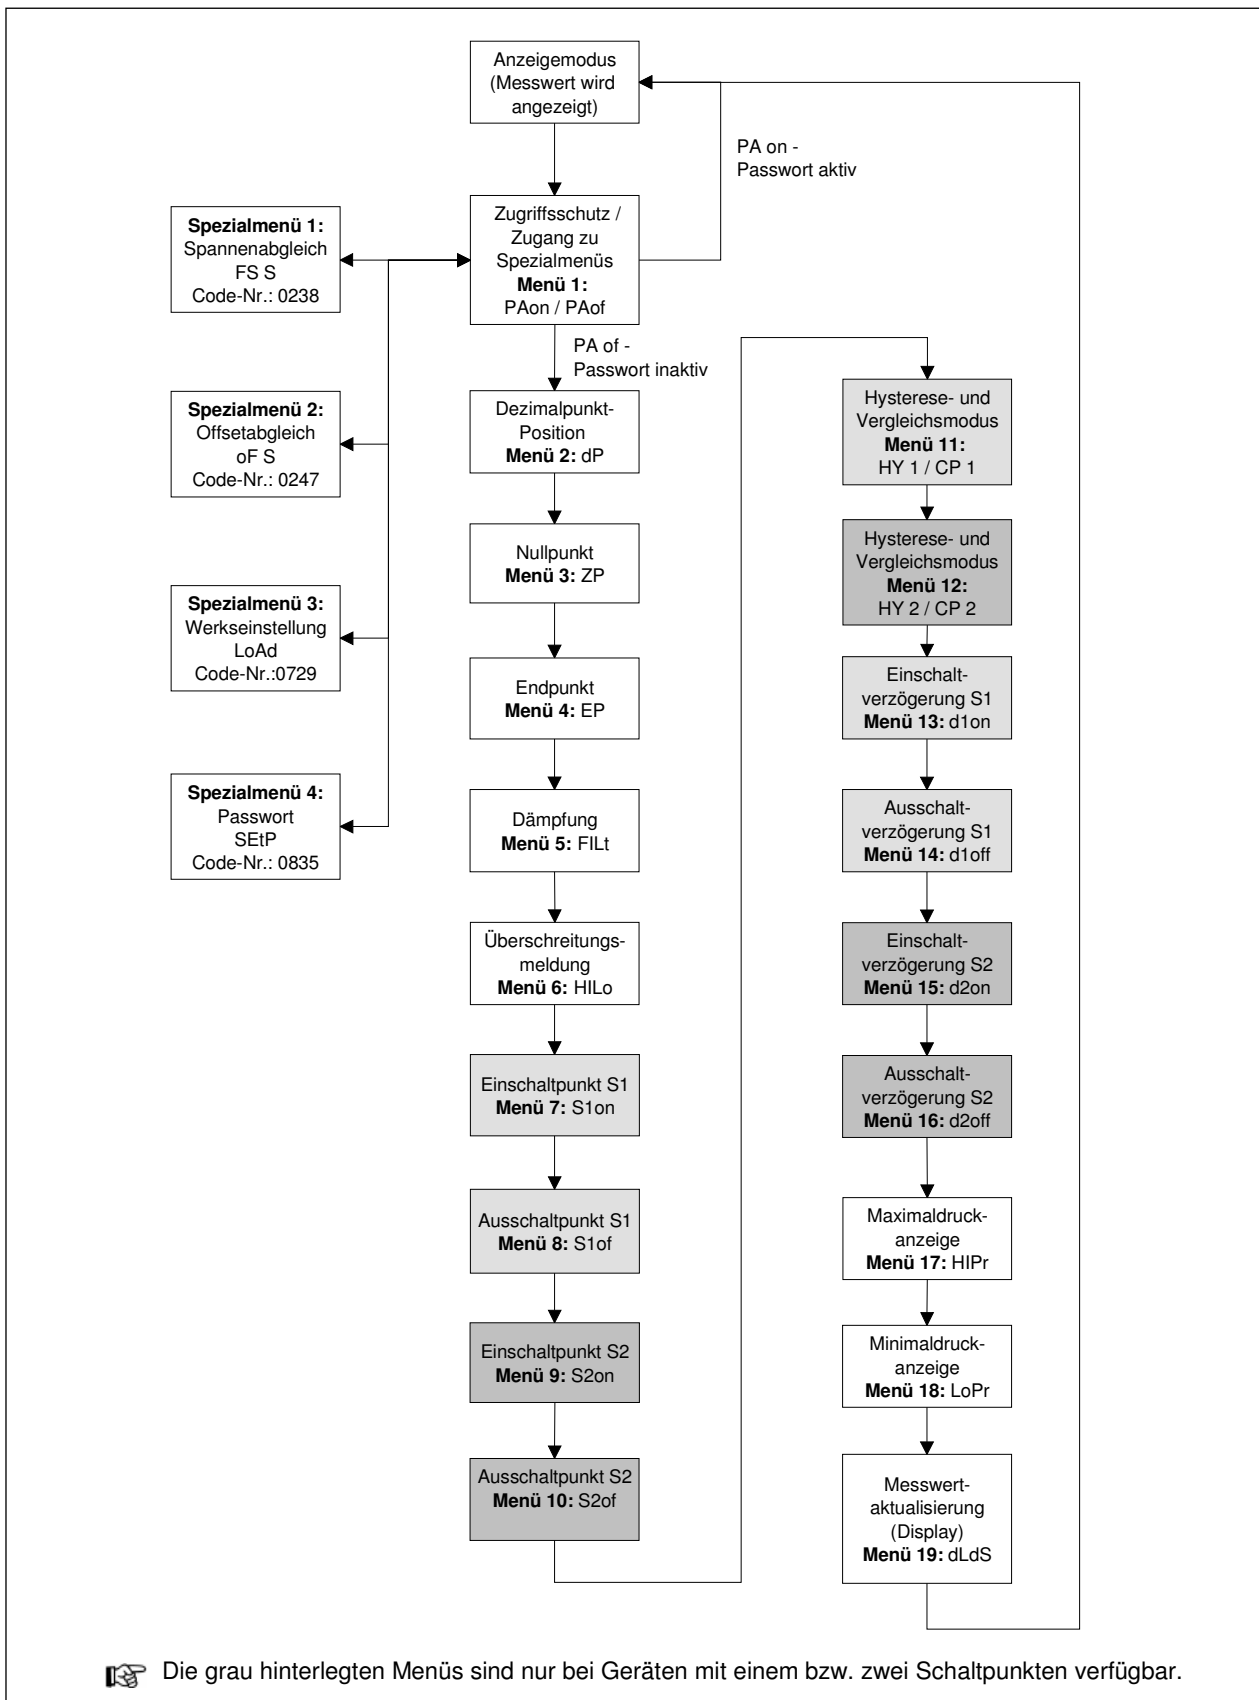 Anzeigemodus
(Messwert wird
angezeigt)
PA on -
Passwort aktiv
Zugriffsschutz /
Zugang zu
Spezialmenüs
Menü 1:
PAon / PAof
Spezialmenü 1:
Spannenabgleich
FS S
Code-Nr.: 0238
PA of -
Passwort inaktiv
Spezialmenü 2:
Offsetabgleich
oF S
Code-Nr.: 0247
Spezialmenü 3:
Werkseinstellung
LoAd
Code-Nr.:0729
Spezialmenü 4:
Passwort
SEtP
Code-Nr.: 0835
Dezimalpunkt-
Position
Menü 2: dP
Nullpunkt
Menü 3: ZP
Endpunkt
Menü 4: EP
Dämpfung
Menü 5: FILt
Überschreitungs-
meldung
Menü 6: HILo
Einschaltpunkt S1
Menü 7: S1on
Ausschaltpunkt S1
Menü 8: S1of
Einschaltpunkt S2
Menü 9: S2on
Ausschaltpunkt S2
Menü 10: S2of
Hysterese- und
Vergleichsmodus
Menü 11:
HY 1 / CP 1
Hysterese- und
Vergleichsmodus
Menü 12:
HY 2 / CP 2
Einschalt-
verzögerung S1
Menü 13: d1on
Ausschalt-
verzögerung S1
Menü 14: d1off
Einschalt-
verzögerung S2
Menü 15: d2on
Ausschalt-
verzögerung S2
Menü 16: d2off
Maximaldruck-
anzeige
Menü 17: HIPr
Minimaldruck-
anzeige
Menü 18: LoPr
Messwert-
aktualisierung
(Display)
Menü 19: dLdS
Die grau hinterlegten Menüs sind nur bei Geräten mit einem bzw. zwei Schaltpunkten verfügbar.